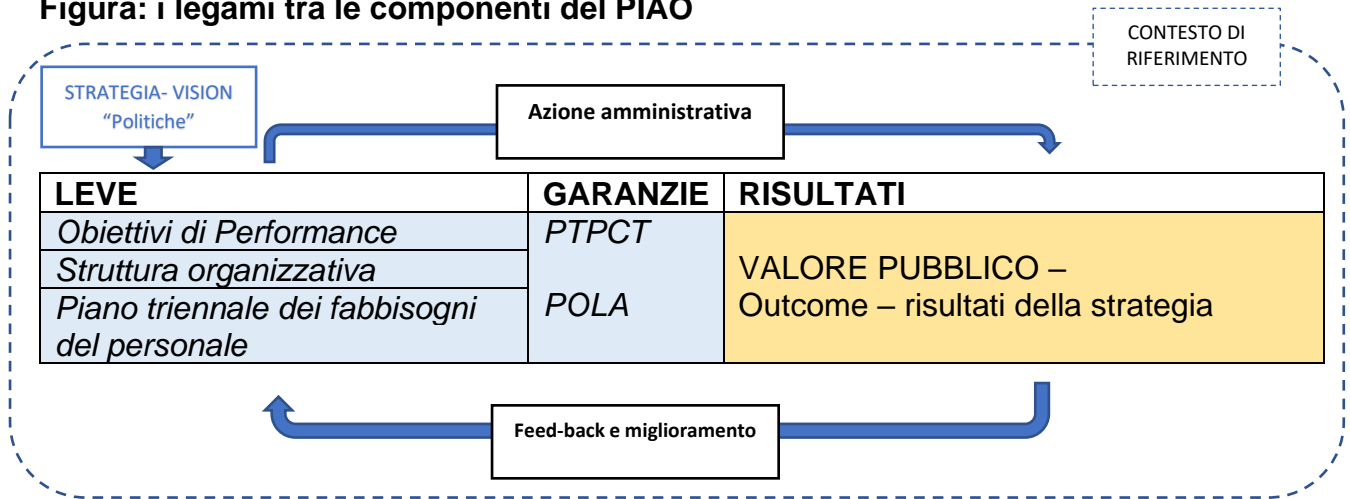 Figura: i legami tra le componenti del PIAO
CONTESTO DI
RIFERIMENTO
STRATEGIA- VISION
“Politiche”
Azione amministrativa
LEVE
GARANZIE
RISULTATI
Obiettivi di Performance
PTPCT
Struttura organizzativa
Piano triennale dei fabbisogni
del personale
POLA
VALORE PUBBLICO –
Outcome – risultati della strategia
Feed-back e miglioramento